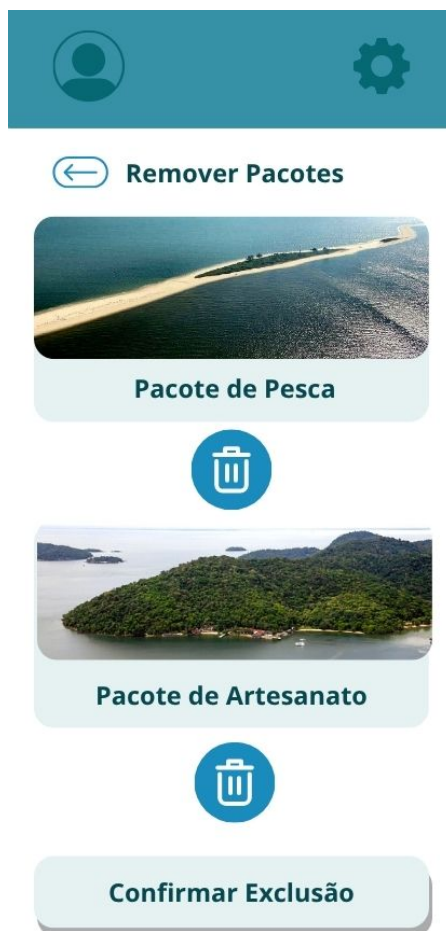 Remover Pacotes
Pacote de Pesca
Pacote de Artesanato
Confirmar Exclusão